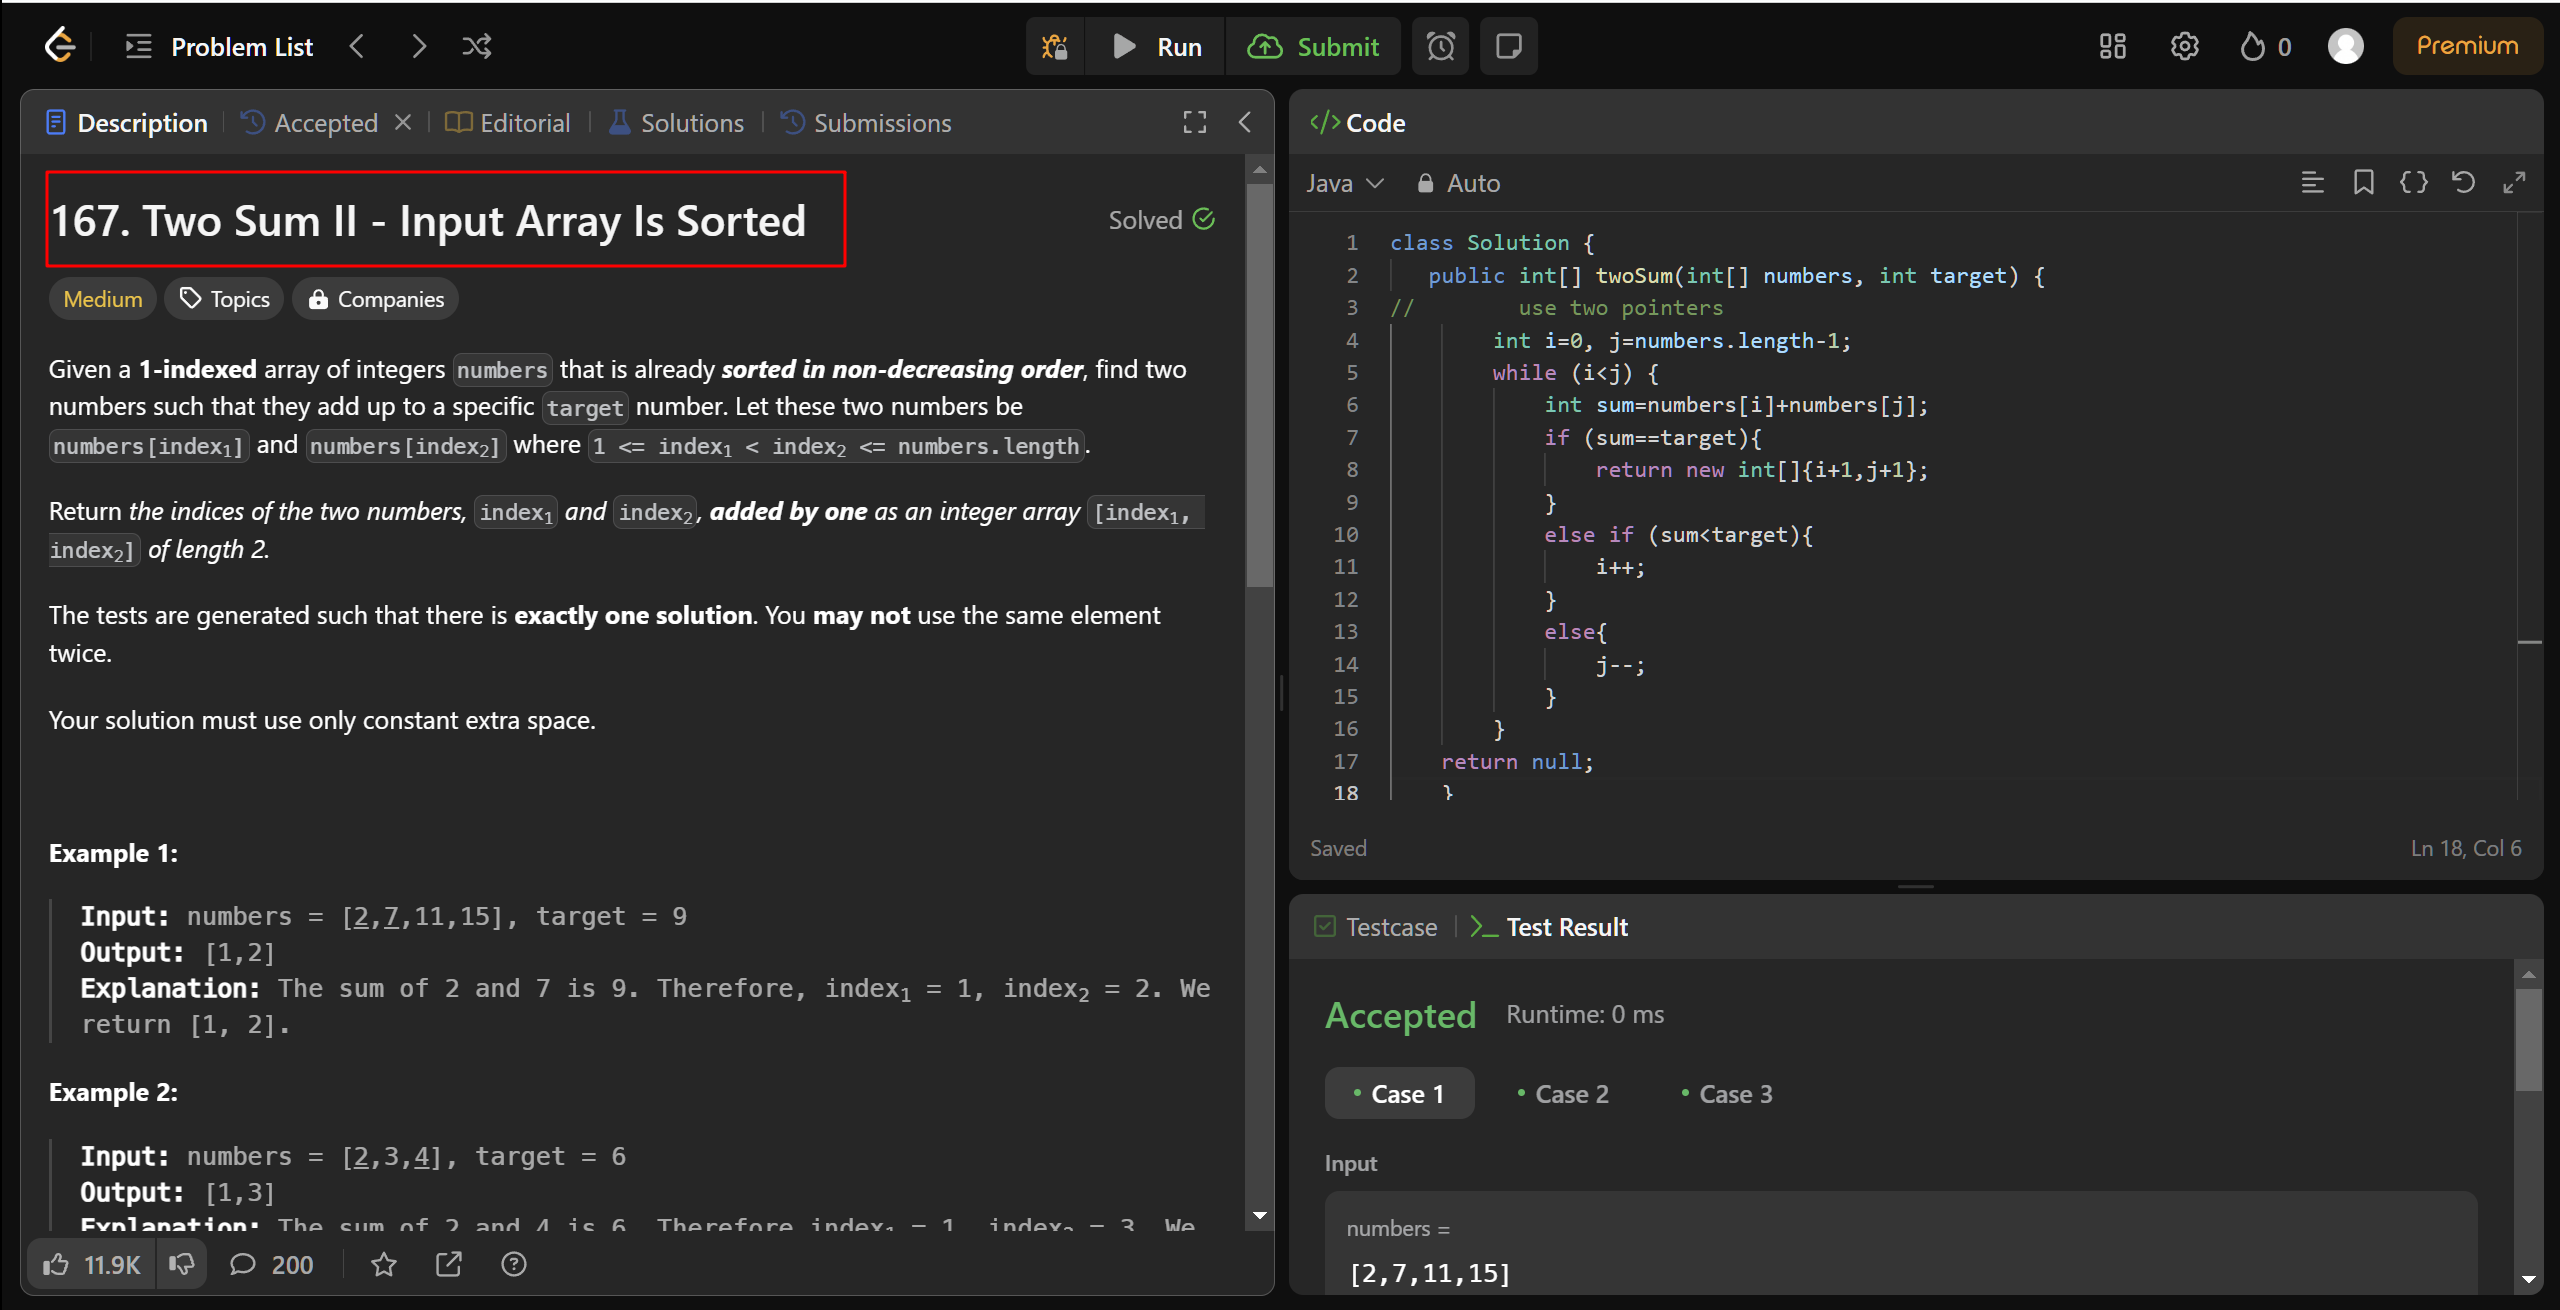 Problem List
Run
Submit
0
Premium
Description
Accepted
Editorial
Solutions
Submissions
167. Two Sum II - Input Array Is Sorted
Solved
Medium
Topics
Companies
Given a 1-indexed array of integers numbers that is already sorted in non-decreasing order, find two
numbers such that they add up to a specific target number. Let these two numbers be
numbers[index₁] and numbers[index₂] where 1 <= index₁ < index₂ <= numbers.length.
Return the indices of the two numbers, index₁ and index₂, added by one as an integer array [index₁,
index₂] of length 2.
The tests are generated such that there is exactly one solution. You may not use the same element
twice.
Your solution must use only constant extra space.
Example 1:
Input: numbers = [2,7,11,15], target = 9
Output: [1,2]
Explanation: The sum of 2 and 7 is 9. Therefore, index₁ = 1, index₂ = 2. We
return [1, 2].
Example 2:
Input: numbers = [2,3,4], target = 6
Output: [1,3]
Explanation: The sum of 2 and 4 is 6. Therefore index₁ = 1, index₂ = 3. We
11.9K
200
</> Code
Java
Auto
1 class Solution {
2 public int[] twoSum(int[] numbers, int target) {
3 // use two pointers
4 int i=0, j=numbers.length-1;
5 while (i<j) {
6 int sum=numbers[i]+numbers[j];
7 if (sum==target){
8 return new int[]{i+1,j+1};
9 }
10 else if (sum<target){
11 i++;
12 }
13 else{
14 j--;
15 }
16 }
17 return null;
18 }
Saved
Ln 18, Col 6
Testcase
Test Result
Accepted
Runtime: 0 ms
Case 1
Case 2
Case 3
Input
numbers =
[2,7,11,15]